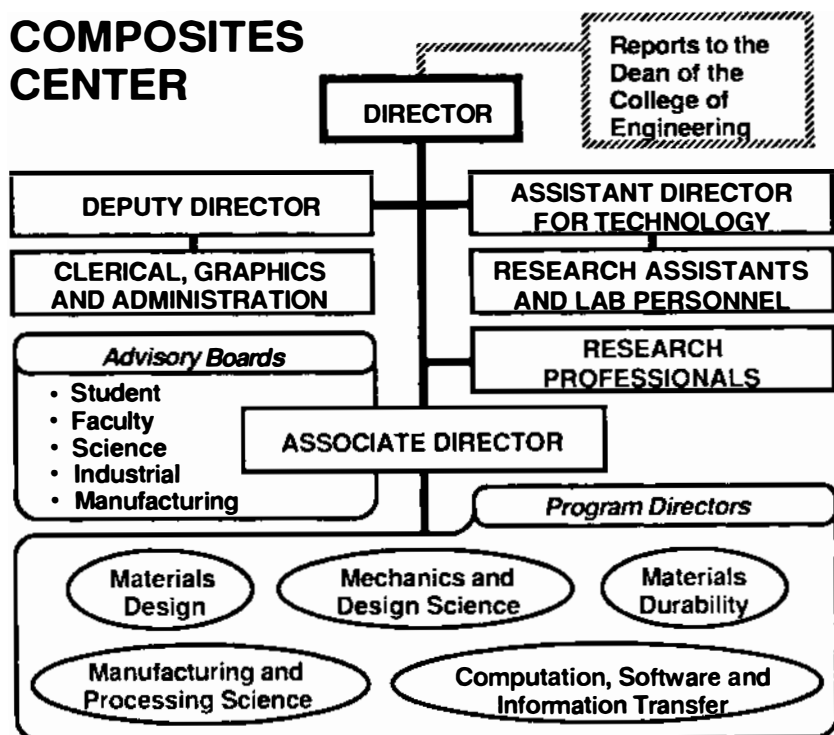 COMPOSITES
CENTER
Reports to the
Dean of the
College of
Engineering
DIRECTOR
DEPUTY DIRECTOR
ASSISTANT DIRECTOR
FOR TECHNOLOGY
CLERICAL, GRAPHICS
AND ADMINISTRATION
RESEARCH ASSISTANTS
AND LAB PERSONNEL
Advisory Boards
• Student
• Faculty
• Science
• Industrial
• Manufacturing
RESEARCH
PROFESSIONALS
ASSOCIATE DIRECTOR
Program Directors
Materials
Design
Mechanics and
Design Science
Materials
Durability
Manufacturing and
Processing Science
Computation, Software and
Information Transfer